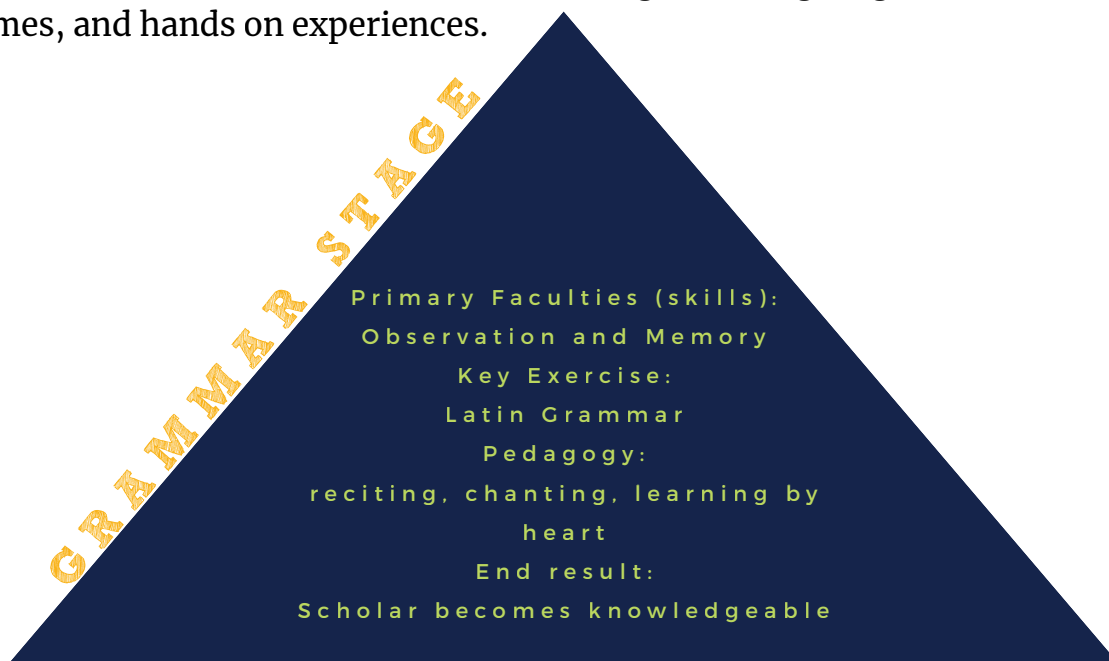 mes, and hands on experiences.
GRAMMAR STAGE
Primary Faculties (skills):
Observation and Memory
Key Exercise:
Latin Grammar
Pedagogy:
reciting, chanting, learning by
heart
End result:
Scholar becomes knowledgeable